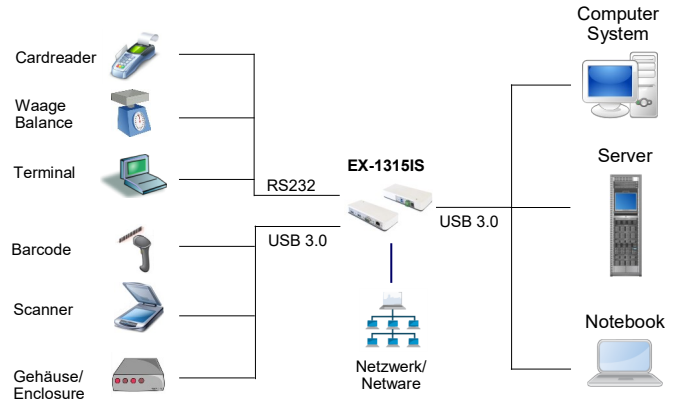 Cardreader
Waage
Balance
Terminal
Barcode
Scanner
Gehäuse/
Enclosure
RS232
USB 3.0
EX-1315IS
USB 3.0
Netzwerk/
Netware
Computer
System
Server
Notebook